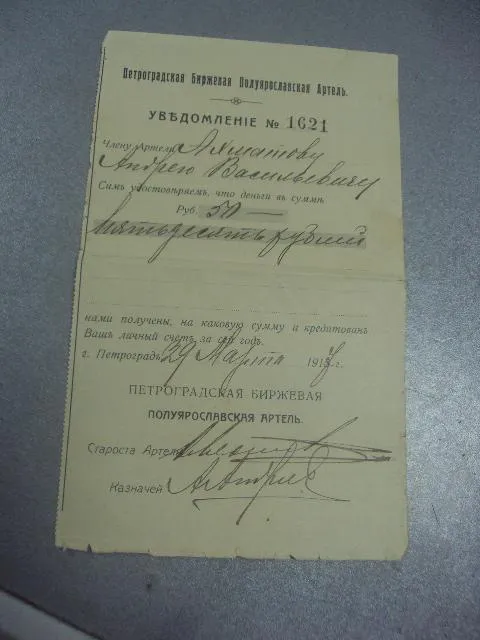 Петроградская Биржевая Полуярославская Артель.
УВѢДОМЛЕНІЕ № 1621
Члену Артели Ахматову
Андрею Васильевичу
Симъ удостовѣряемъ, что деньги въ суммѣ
Руб. 50 —
Пятьдесятъ рублей
нами получены, на каковую сумму и кредитованъ
Вашъ личный счетъ за сей годъ.
г. Петроградъ, 29 Марта 191 г.
ПЕТРОГРАДСКАЯ БИРЖЕВАЯ
ПОЛУЯРОСЛАВСКАЯ АРТЕЛЬ.
Староста Артели
Казначей